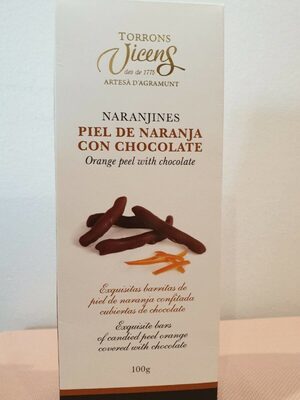 TORRONS
Vicens
des de 1775
ARTESÀ D'AGRAMUNT
NARANJINES
PIEL DE NARANJA
CON CHOCOLATE
Orange peel with chocolate
Exquisitas barritas de
piel de naranja confitada
cubiertas de chocolate
Exquisite bars
of candied peel orange
covered with chocolate
100g